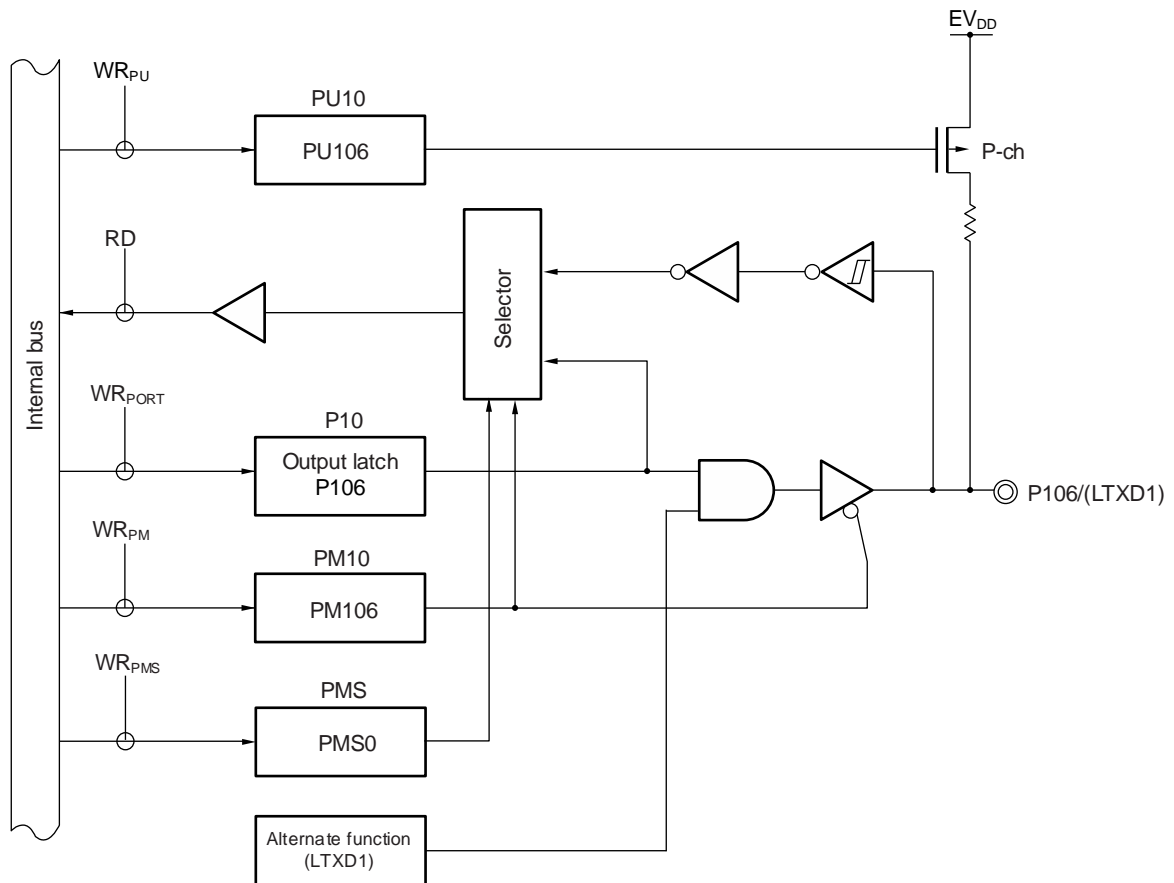 EVDD
WRPU
PU10
PU106
P-ch
RD
Selector
Internal bus
WRPORT
P10
Output latch
P106
P106/(LTXD1)
WRPM
PM10
PM106
WRPMS
PMS
PMS0
Alternate function
(LTXD1)